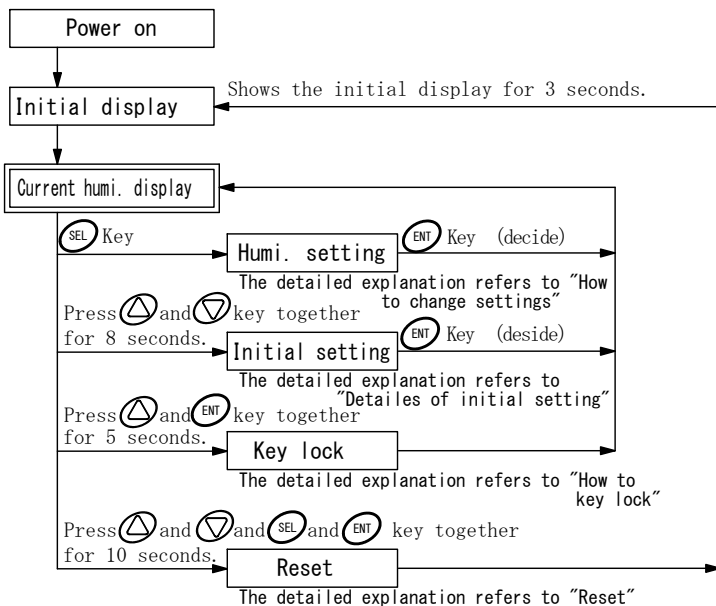 Power on
Shows the initial display for 3 seconds.
Initial display
Current humi. display
SEL Key
ENT Key (decide)
Humi. setting
The detailed explanation refers to "How
to change settings"
Press △ and ▽ key together
for 8 seconds.
ENT Key (deside)
Initial setting
The detailed explanation refers to
"Detailes of initial setting"
Press △ and ENT key together
for 5 seconds.
Key lock
The detailed explanation refers to "How to
key lock"
Press △ and ▽ and SEL and ENT key together
for 10 seconds.
Reset
The detailed explanation refers to "Reset"